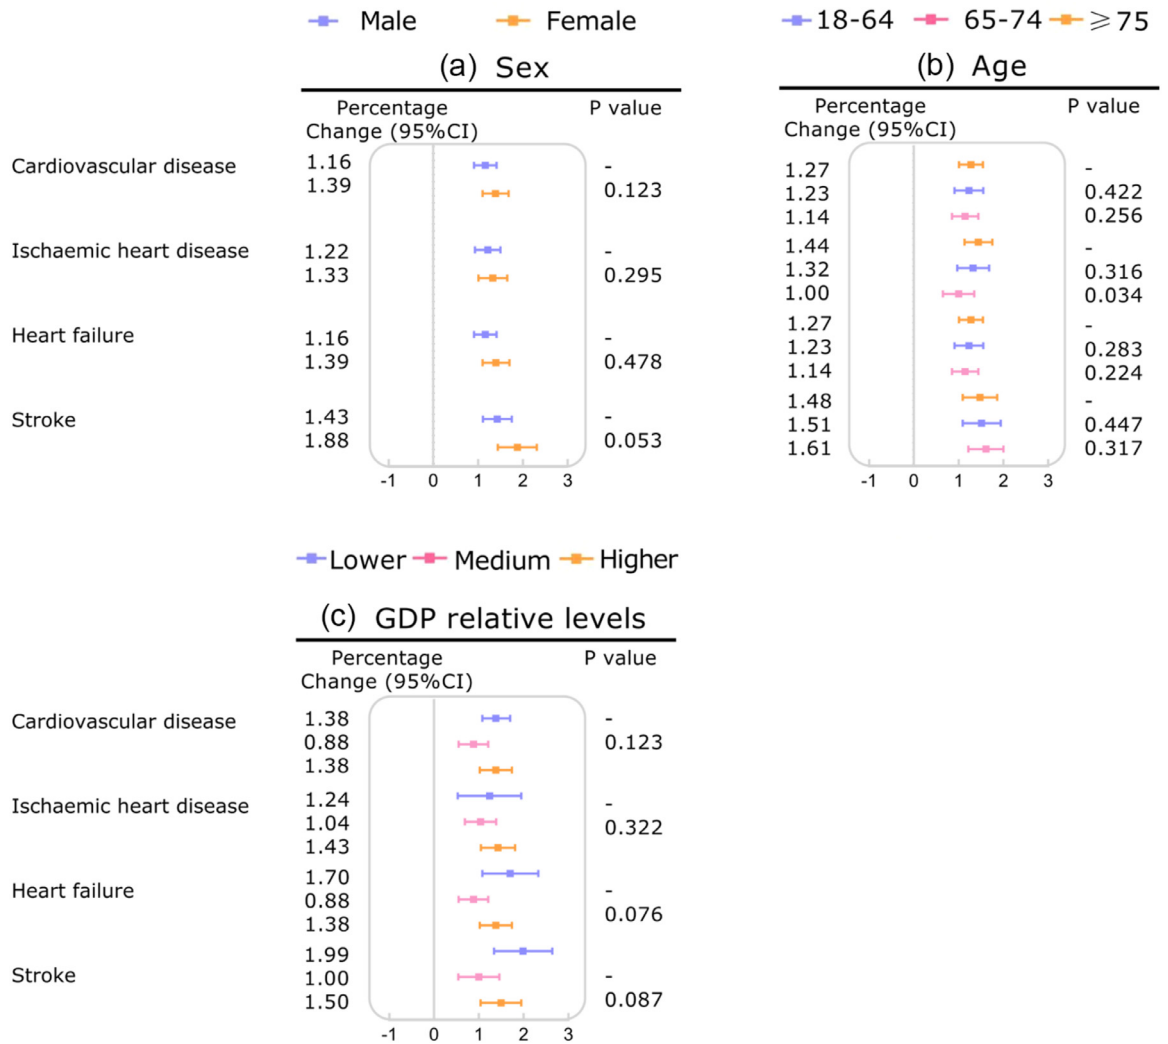 Male Female
(a) Sex
Percentage
Change (95%CI)
P value
Cardiovascular disease
1.16 -
1.39 0.123
Ischaemic heart disease
1.22 -
1.33 0.295
Heart failure
1.16 -
1.39 0.478
Stroke
1.43 -
1.88 0.053
-1 0 1 2 3
18-64 65-74 ⩾75
(b) Age
Percentage
Change (95%CI)
P value
1.27 -
1.23 0.422
1.14 0.256
1.44 -
1.32 0.316
1.00 0.034
1.27 -
1.23 0.283
1.14 0.224
1.48 -
1.51 0.447
1.61 0.317
-1 0 1 2 3
Lower Medium Higher
(c) GDP relative levels
Percentage
Change (95%CI)
P value
Cardiovascular disease
1.38 -
0.88 0.123
1.38
Ischaemic heart disease
1.24 -
1.04 0.322
1.43
Heart failure
1.70 -
0.88 0.076
1.38
Stroke
1.99 -
1.00 0.087
1.50
-1 0 1 2 3